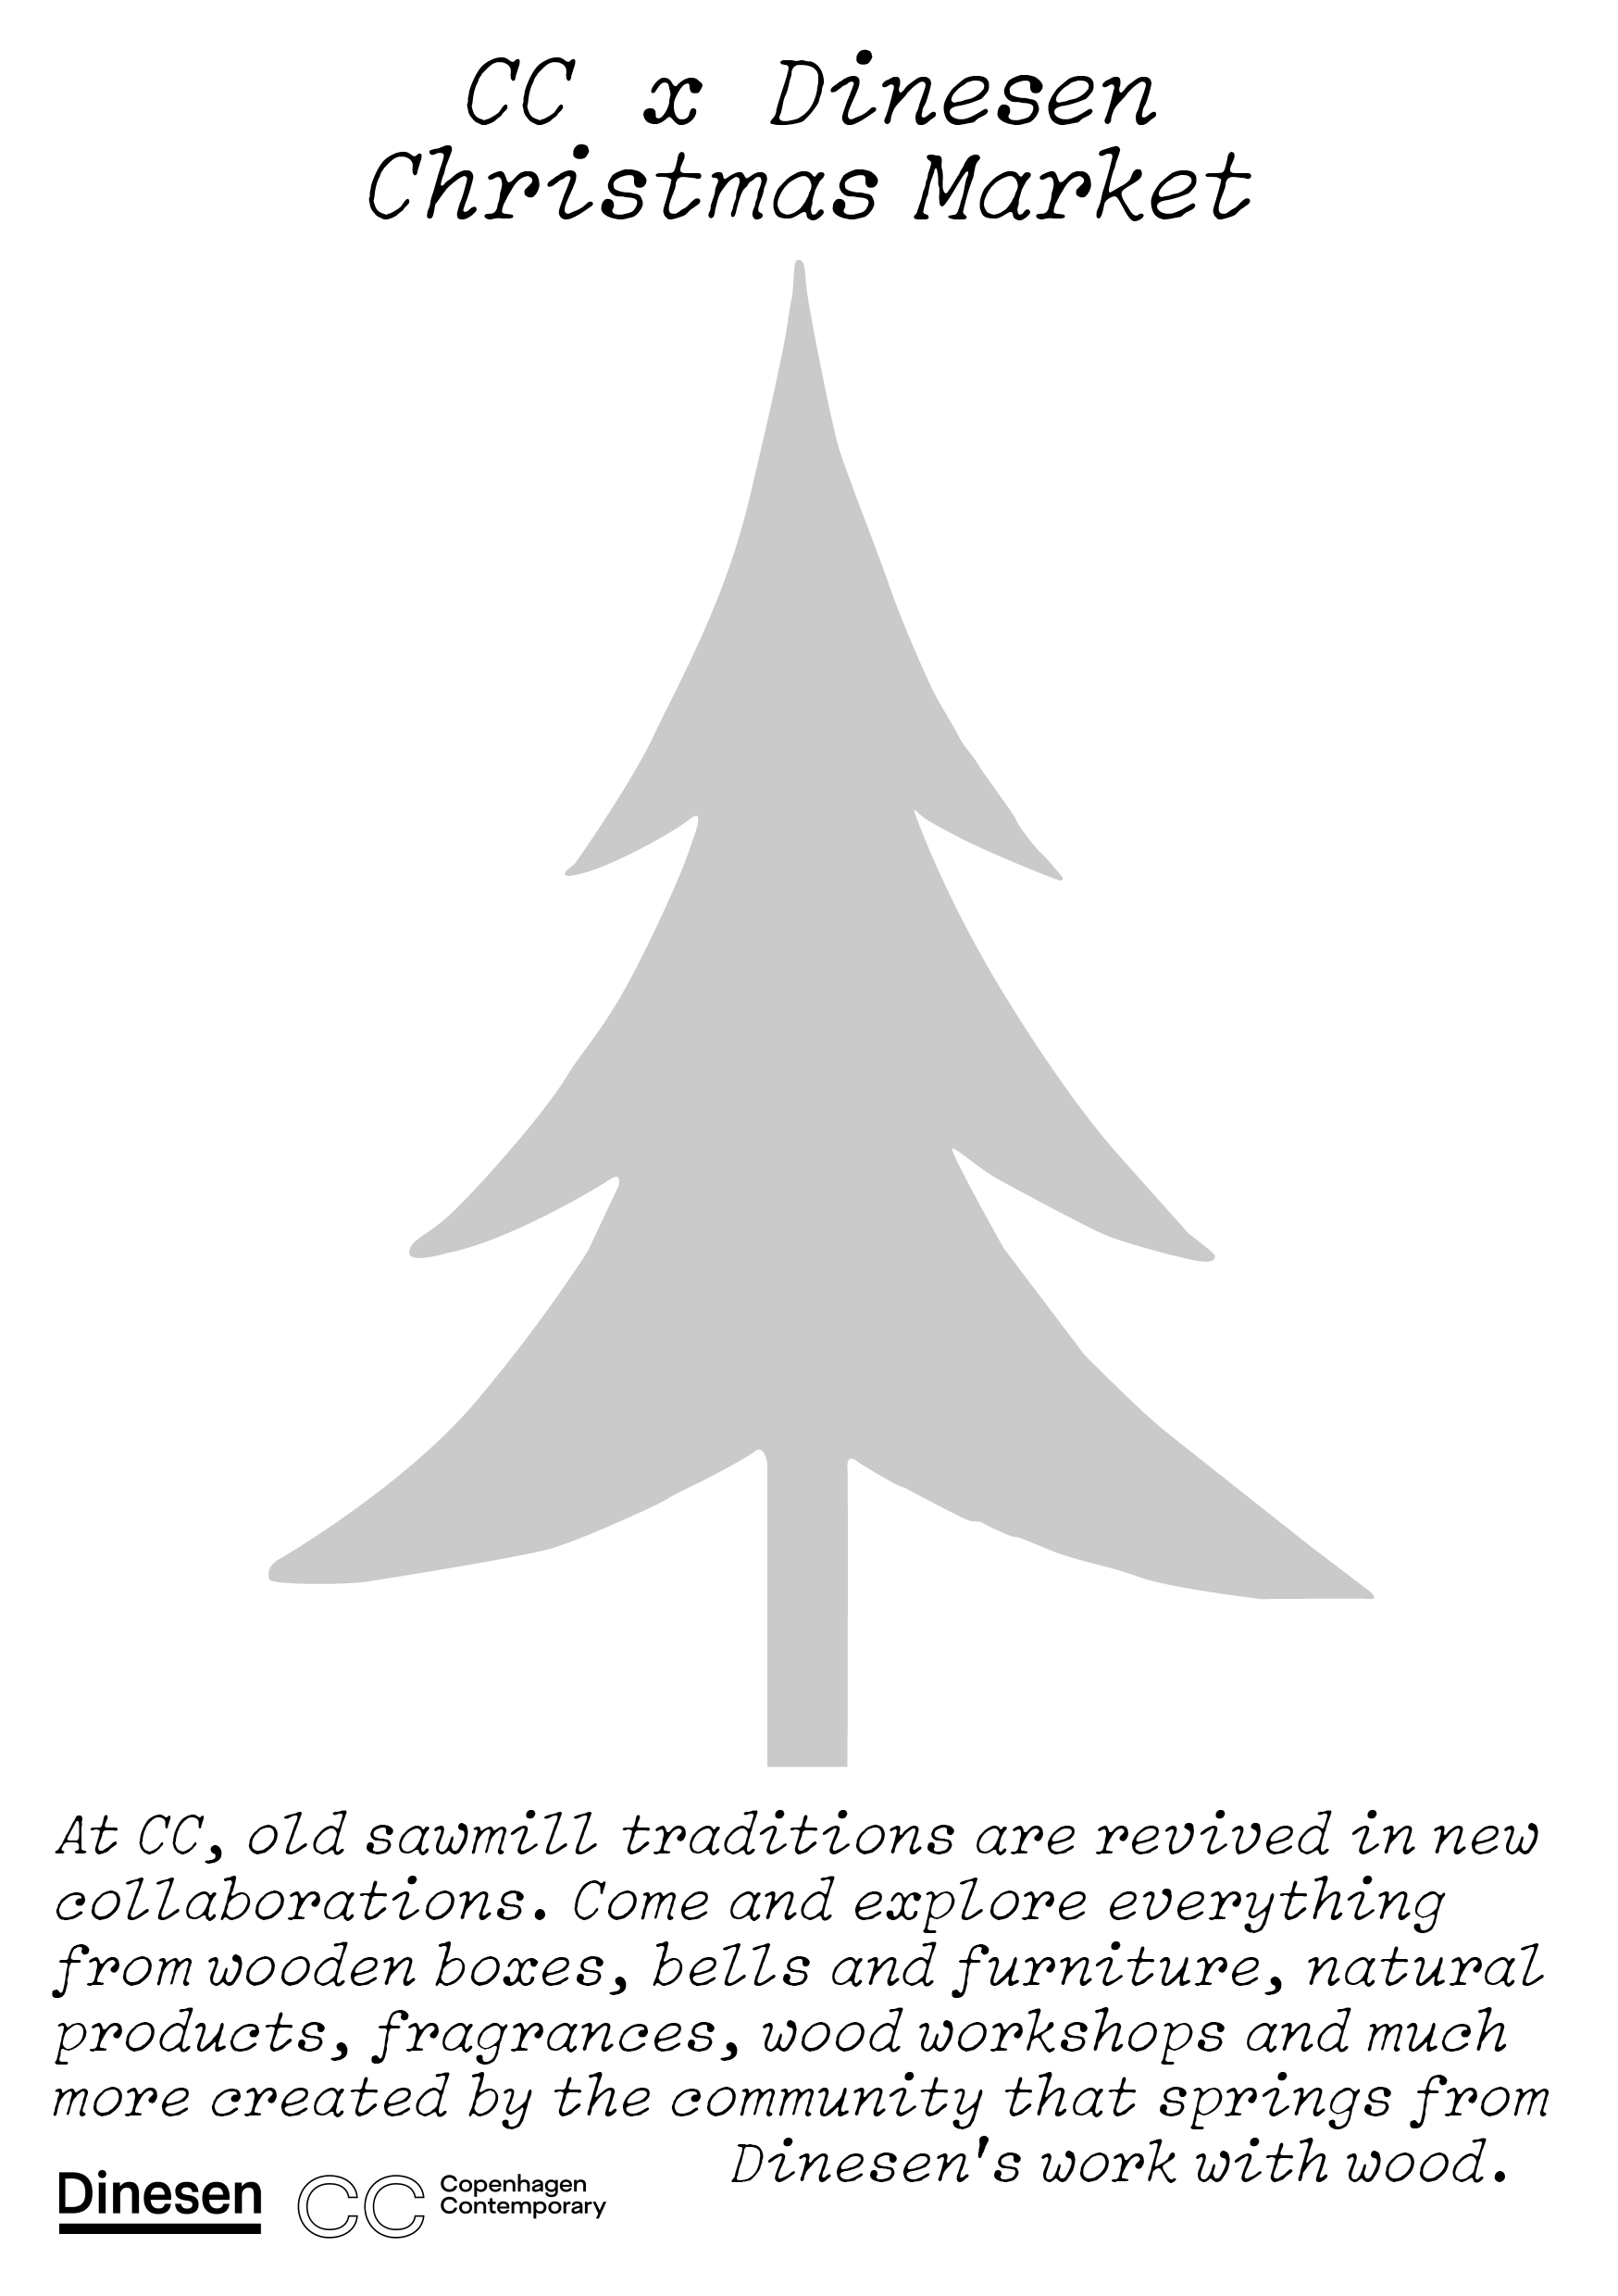 CC x Dinesen
Christmas Market
At CC, old sawmill traditions are revived in new
collaborations. Come and explore everything
from wooden boxes, bells and furniture, natural
products, fragrances, wood workshops and much
more created by the community that springs from
Dinesen's work with wood.
Dinesen
CC
Copenhagen
Contemporary